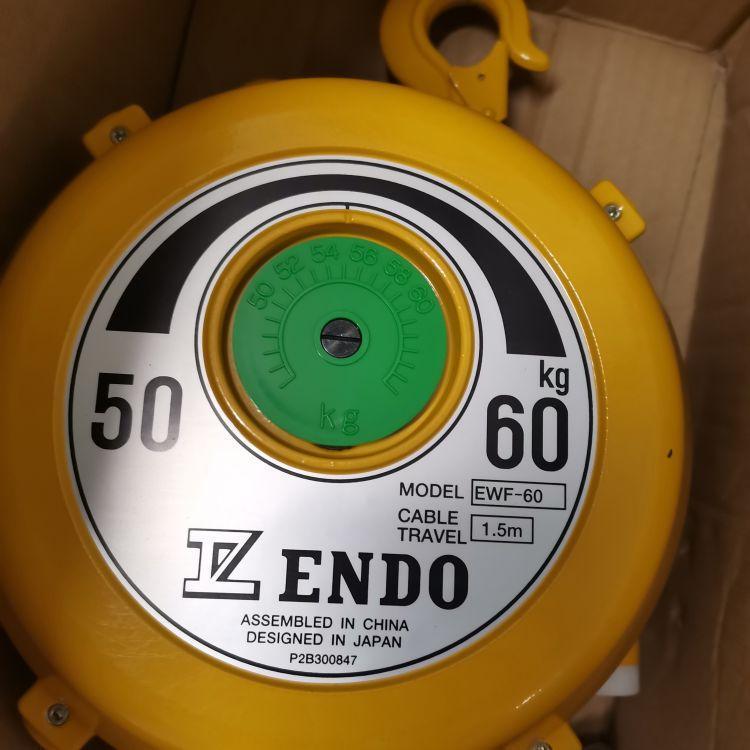 50 52 54 56 58 60
kg
50
kg
60
MODEL EWF-60
CABLE TRAVEL 1.5m
ENDO
ASSEMBLED IN CHINA
DESIGNED IN JAPAN
P2B300847